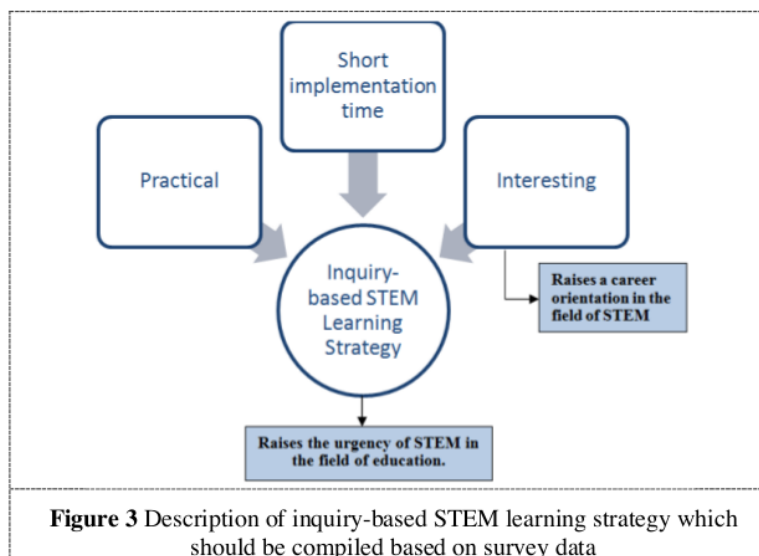 Short
implementation
time
Practical
Interesting
Inquiry-
based STEM
Learning
Strategy
Raises a career
orientation in the
field of STEM
Raises the urgency of STEM in
the field of education.
Figure 3 Description of inquiry-based STEM learning strategy which
should be compiled based on survey data